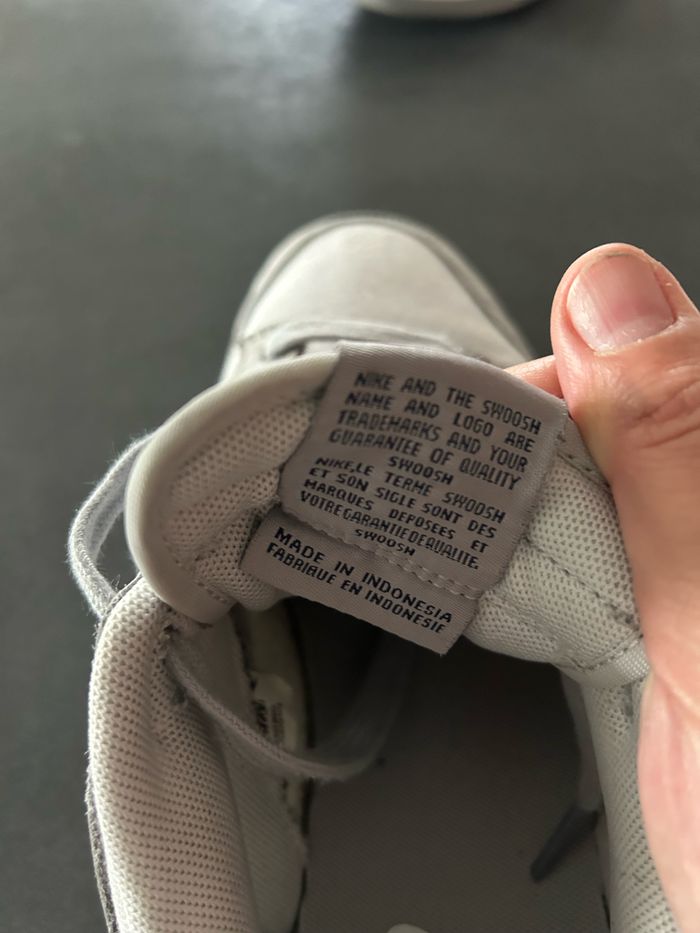 NIKE AND THE SWOOSH
NAME AND LOGO ARE
TRADEMARKS AND YOUR
GUARANTEE OF QUALITY
SWOOSH
NIKE,LE TERME SWOOSH
ET SON SIGLE SONT DES
MARQUES DEPOSEES ET
VOTRE GARANTIE DE QUALITE.
SWOOSH
MADE IN INDONESIA
FABRIQUE EN INDONESIE